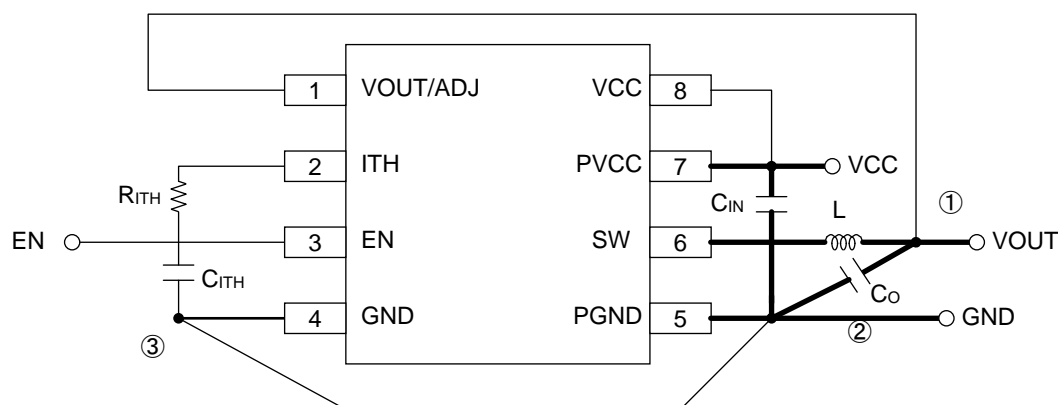 1 VOUT/ADJ VCC 8
2 ITH PVCC 7 VCC
RITH
CIN
L
①
EN
3 EN SW 6
VOUT
CITH
CO
4 GND PGND 5
②
GND
③